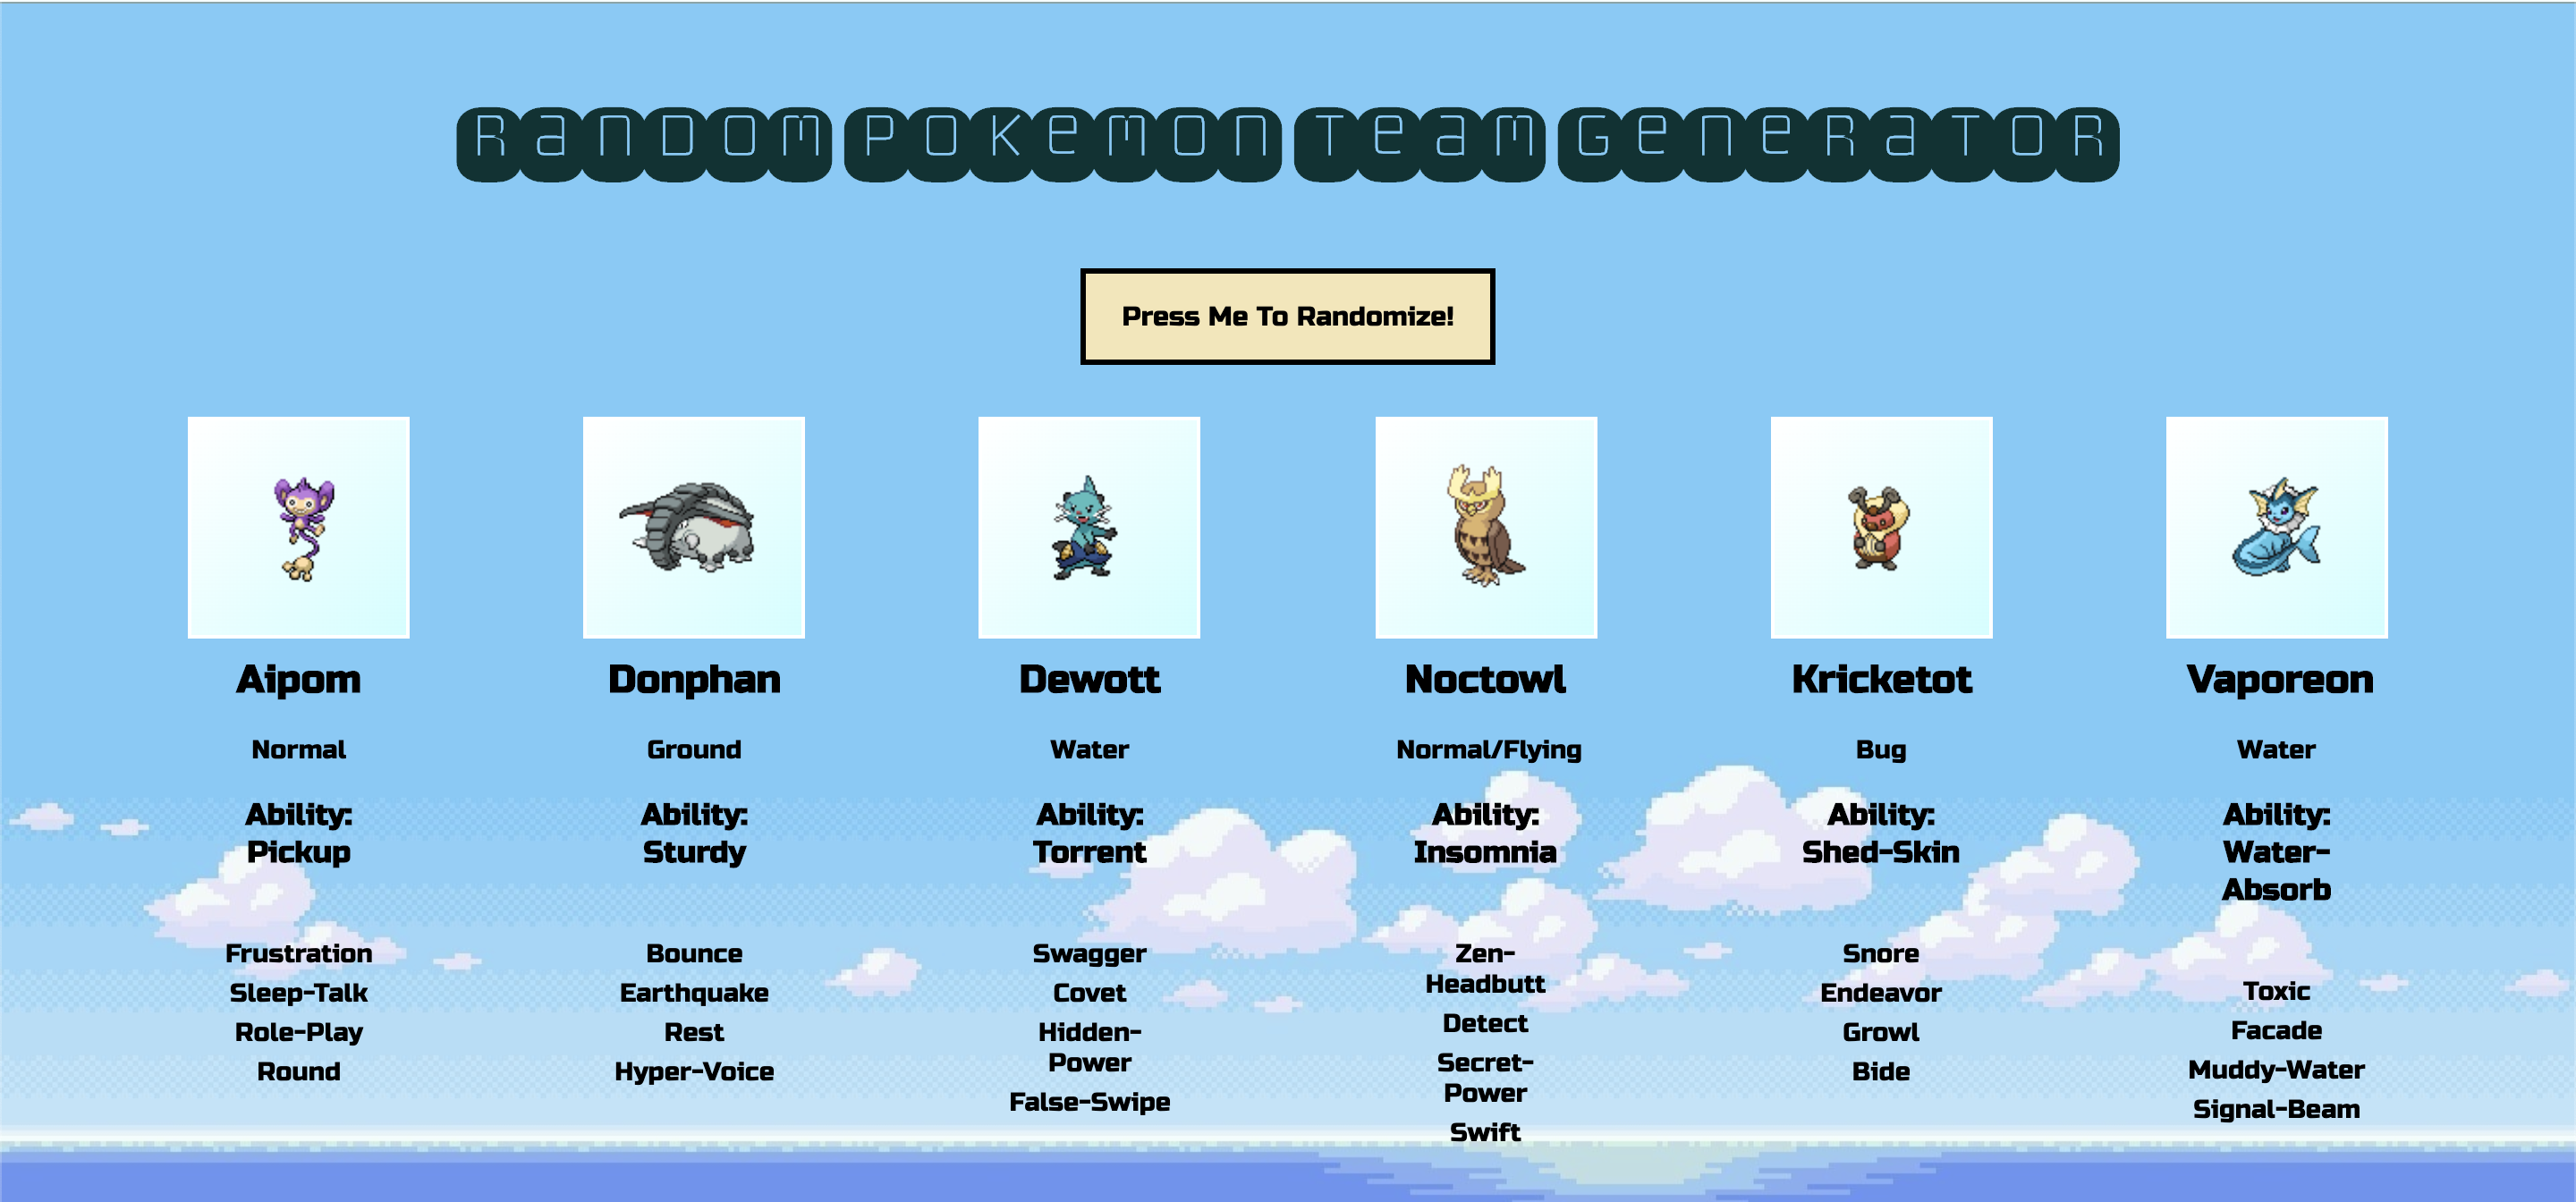 Random Pokemon Team Generator
Press Me To Randomize!
Aipom
Normal
Ability:
Pickup
Frustration
Sleep-Talk
Role-Play
Round
Donphan
Ground
Ability:
Sturdy
Bounce
Earthquake
Rest
Hyper-Voice
Dewott
Water
Ability:
Torrent
Swagger
Covet
Hidden-
Power
False-Swipe
Noctowl
Normal/Flying
Ability:
Insomnia
Zen-
Headbutt
Detect
Secret-
Power
Swift
Kricketot
Bug
Ability:
Shed-Skin
Snore
Endeavor
Growl
Bide
Vaporeon
Water
Ability:
Water-
Absorb
Toxic
Facade
Muddy-Water
Signal-Beam